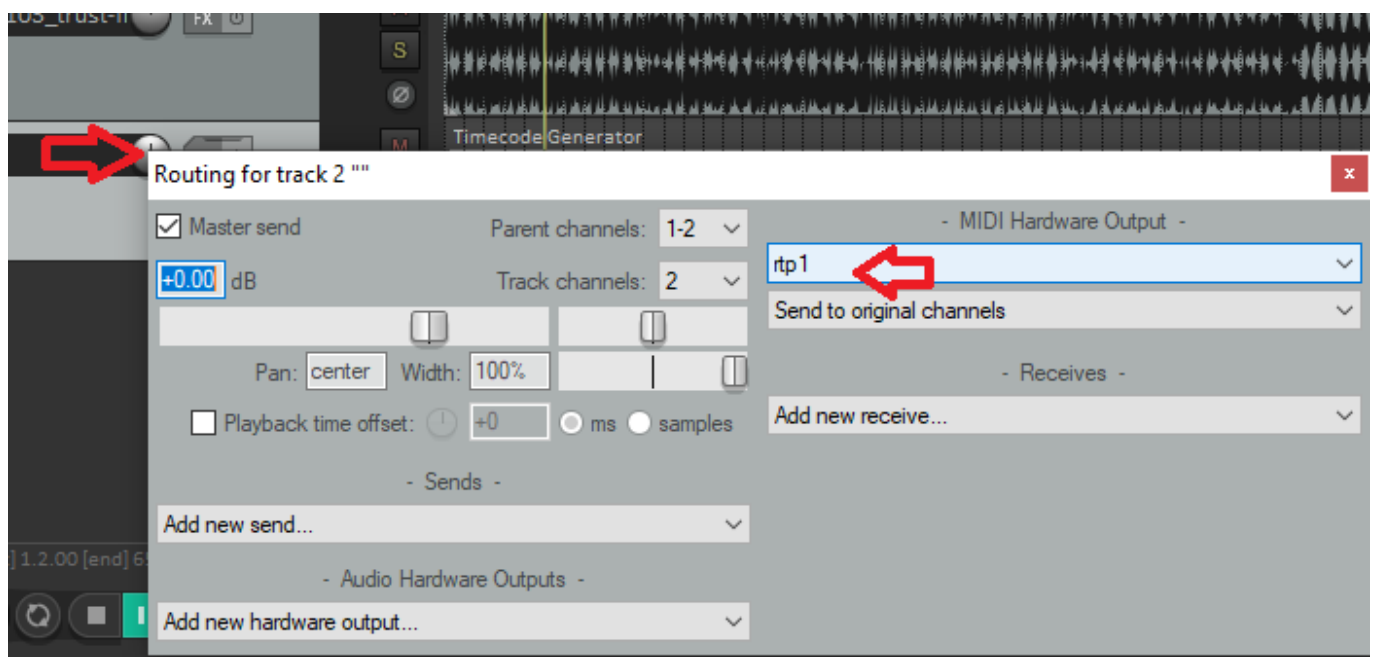 FX
S
M
Timecode Generator
Routing for track 2 ""
x
Master send
Parent channels: 1-2
- MIDI Hardware Output -
+0.00 dB
Track channels: 2
rtp1
Send to original channels
Pan: center Width: 100%
- Receives -
Playback time offset: +0 ms samples
Add new receive...
- Sends -
Add new send...
] 1.2.00 [end]
- Audio Hardware Outputs -
Add new hardware output...